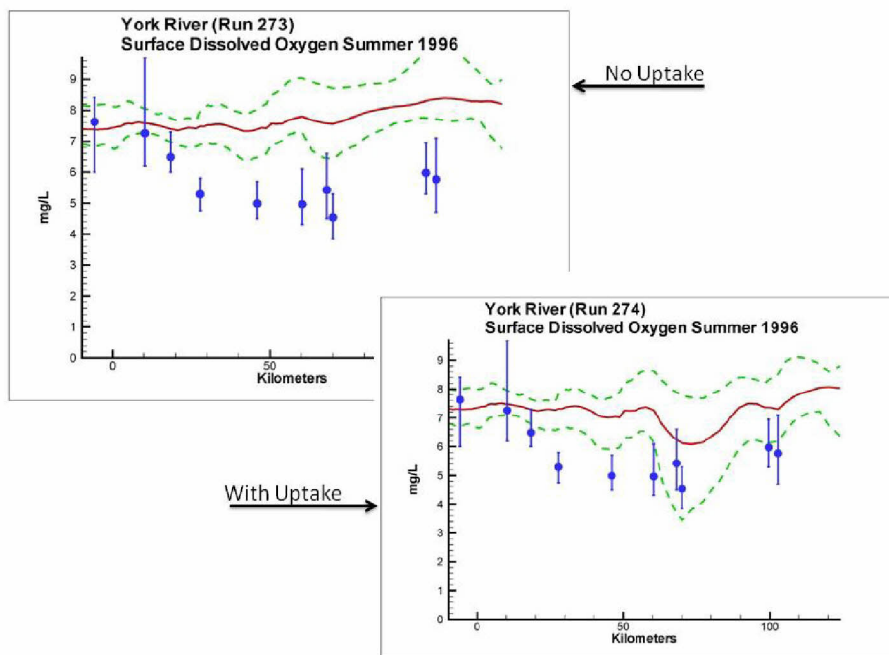 York River (Run 273)
Surface Dissolved Oxygen Summer 1996
No Uptake
9
8
7
6
5
4
3
2
1
0
mg/L
0
50
Kilometers
York River (Run 274)
Surface Dissolved Oxygen Summer 1996
With Uptake
9
8
7
6
5
4
3
2
1
0
mg/L
0
50
100
Kilometers